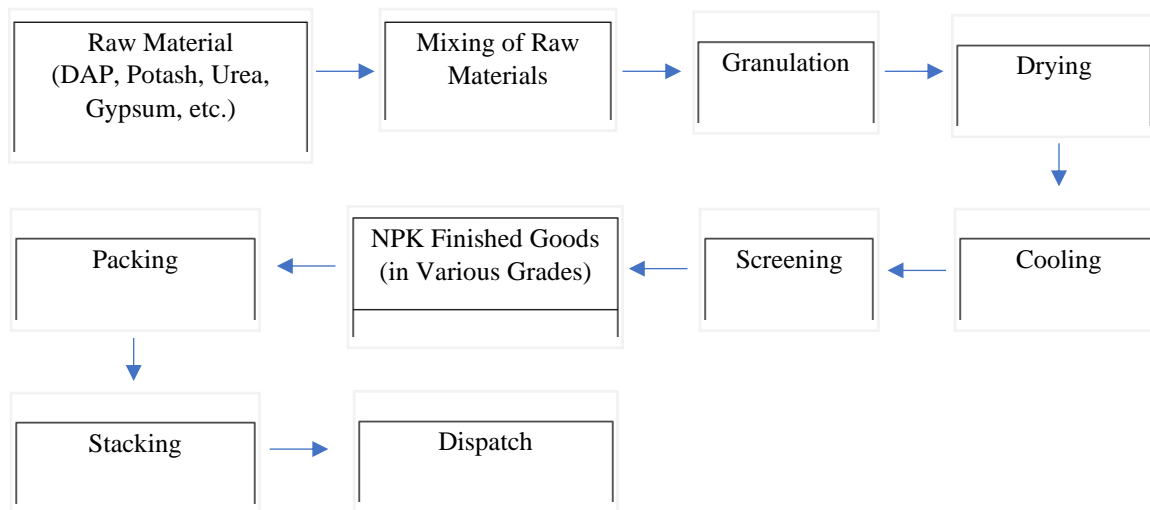 Raw Material
(DAP, Potash, Urea,
Gypsum, etc.)
Mixing of Raw
Materials
Granulation
Drying
Cooling
Screening
NPK Finished Goods
(in Various Grades)
Packing
Stacking
Dispatch